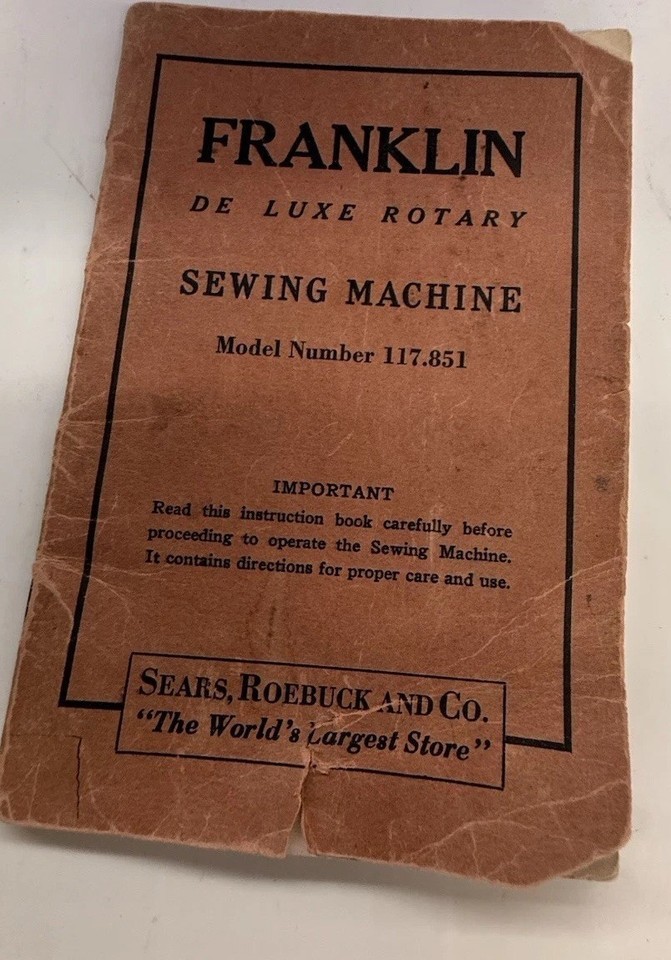 FRANKLIN
DE LUXE ROTARY
SEWING MACHINE
Model Number 117.851
IMPORTANT
Read this instruction book carefully before
proceeding to operate the Sewing Machine.
It contains directions for proper care and use.
SEARS, ROEBUCK AND CO.
"The World's Largest Store"